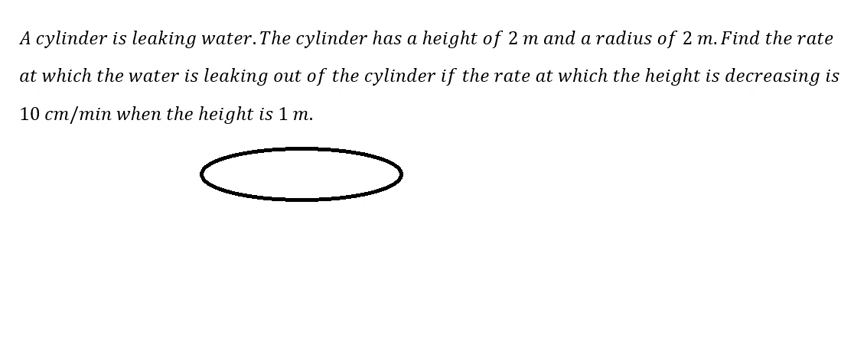 A cylinder is leaking water. The cylinder has a height of 2 m and a radius of 2 m. Find the rate
at which the water is leaking out of the cylinder if the rate at which the height is decreasing is
10 cm/min when the height is 1 m.